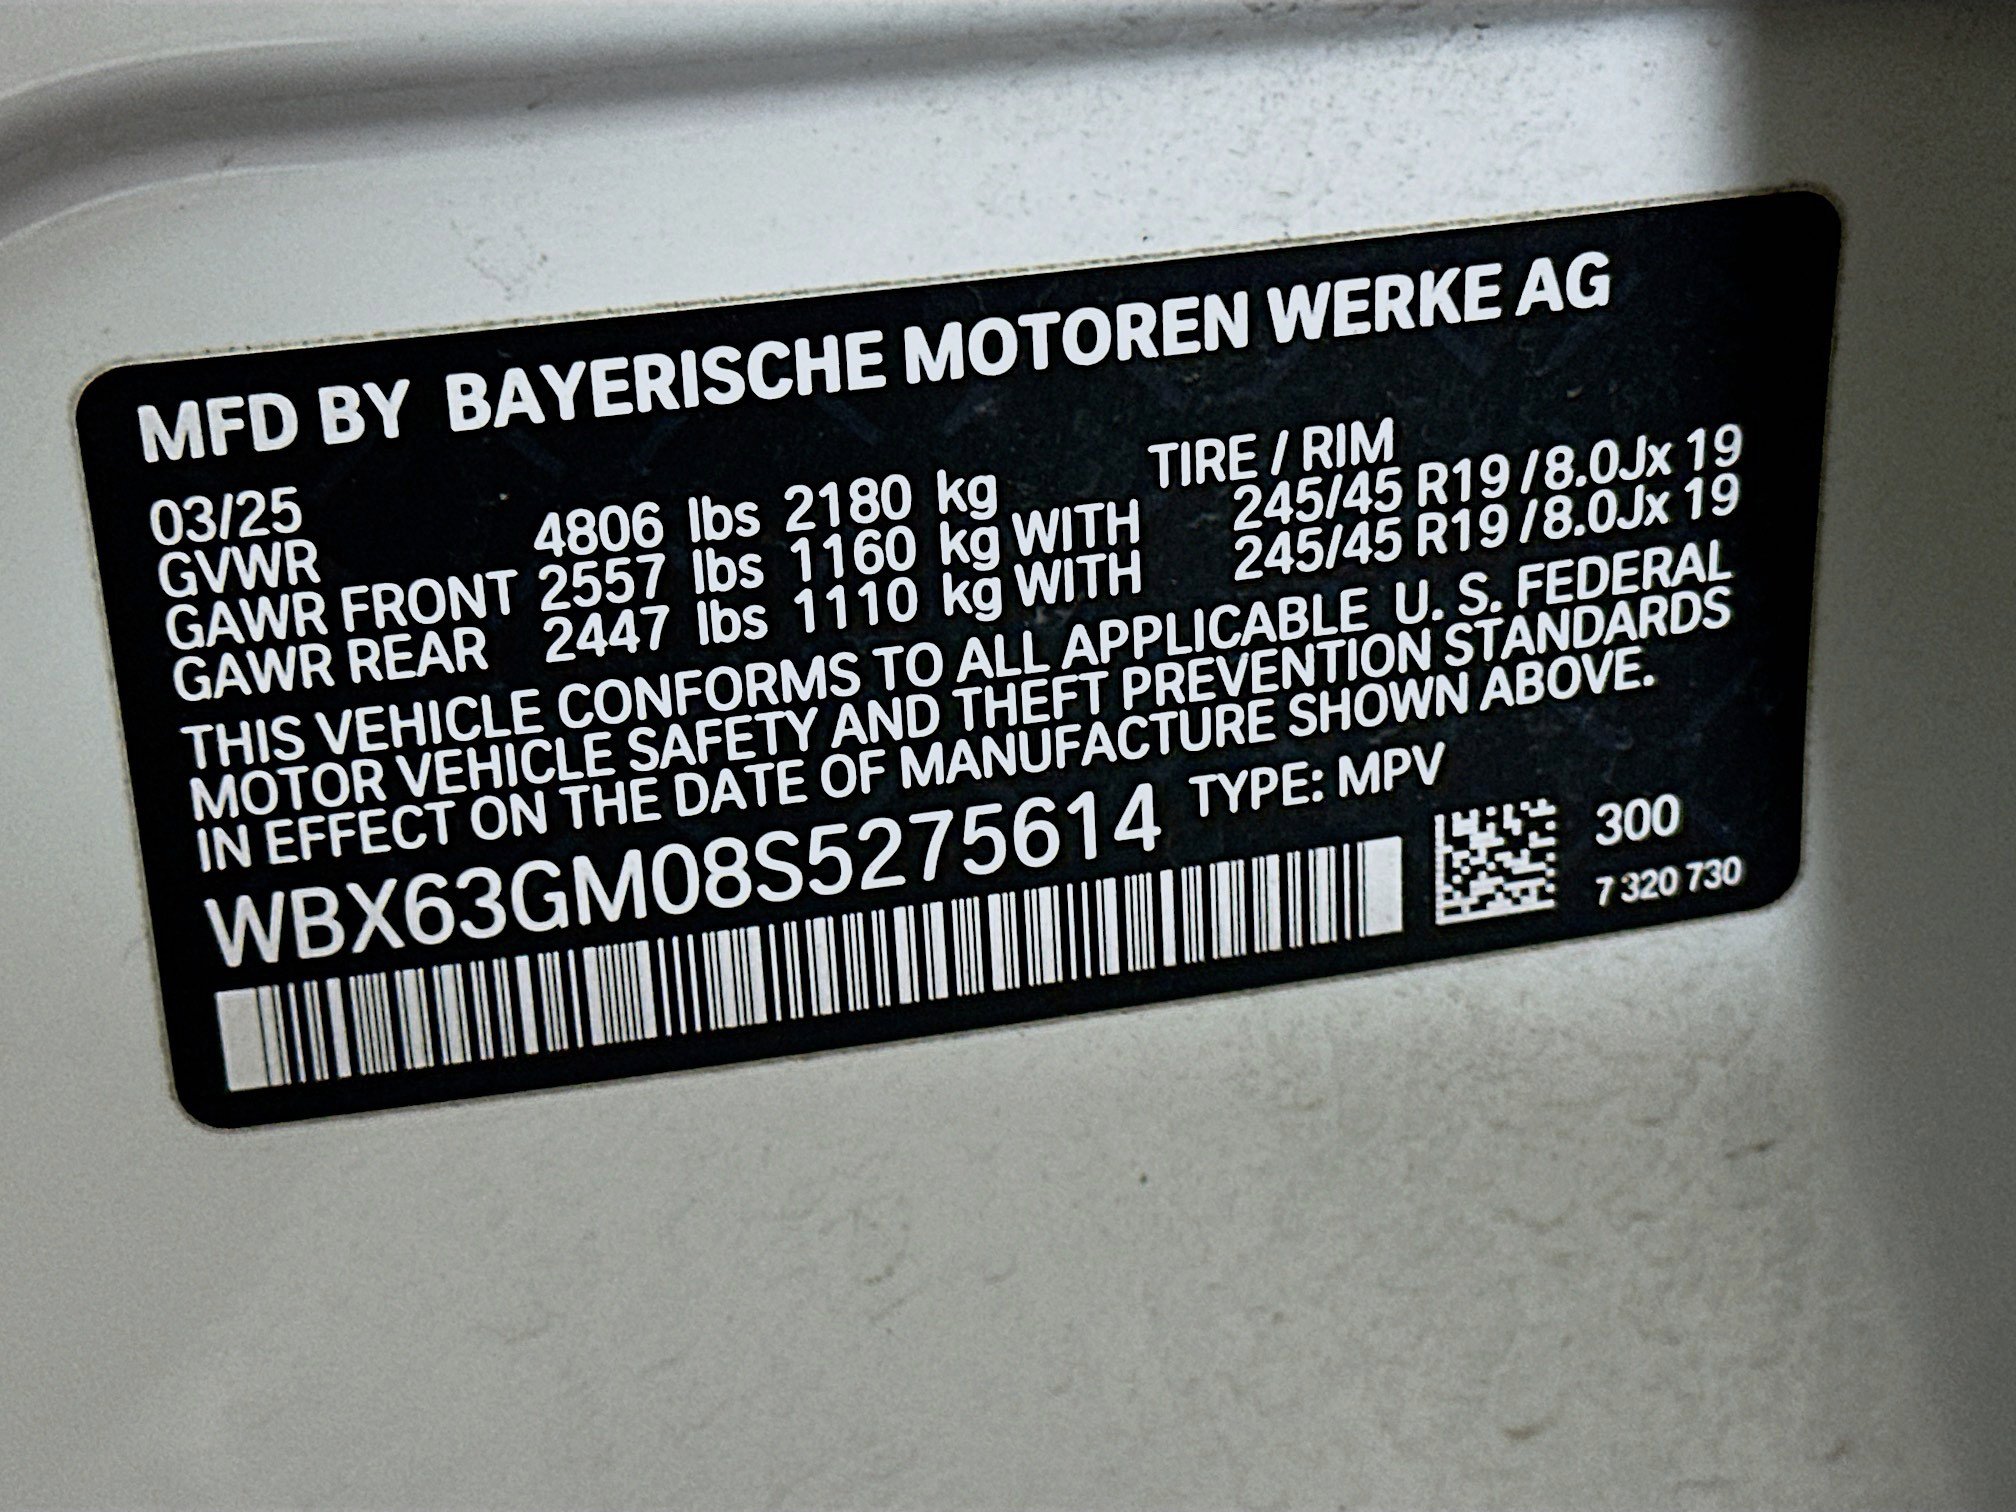 MFD BY BAYERISCHE MOTOREN WERKE AG
03/25 TIRE / RIM
GVWR 4806 lbs 2180 kg
GAWR FRONT 2557 lbs 1160 kg WITH 245/45 R19 / 8.0Jx 19
GAWR REAR 2447 lbs 1110 kg WITH 245/45 R19 / 8.0Jx 19
THIS VEHICLE CONFORMS TO ALL APPLICABLE U. S. FEDERAL
MOTOR VEHICLE SAFETY AND THEFT PREVENTION STANDARDS
IN EFFECT ON THE DATE OF MANUFACTURE SHOWN ABOVE.
WBX63GM08S5275614 TYPE: MPV
300
7 320 730